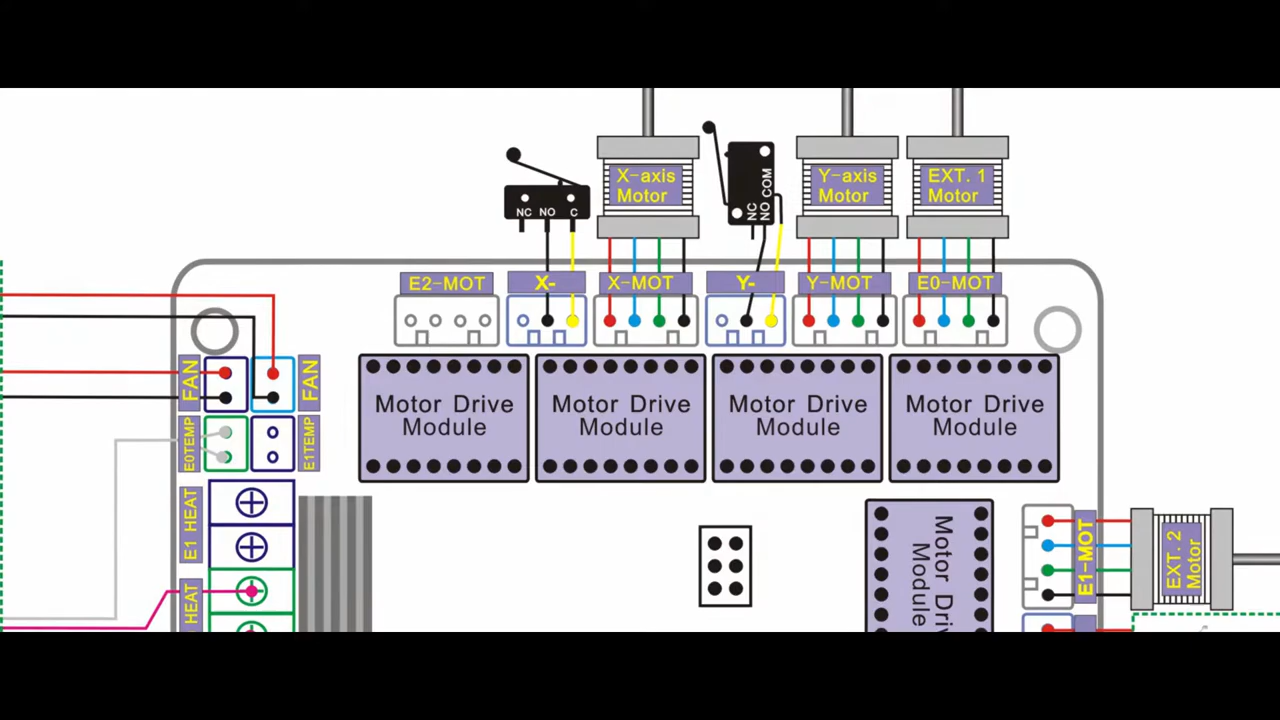 X-axis
Motor
Y-axis
Motor
EXT. 1
Motor
NC NO C
NC
NO
COM
E2-MOT
X-
X-MOT
Y-
Y-MOT
E0-MOT
FAN
FAN
Motor Drive
Module
Motor Drive
Module
Motor Drive
Module
Motor Drive
Module
E0TEMP
E1TEMP
E1 HEAT
HEAT
Motor Drive
Module
E1-MOT
EXT. 2
Motor